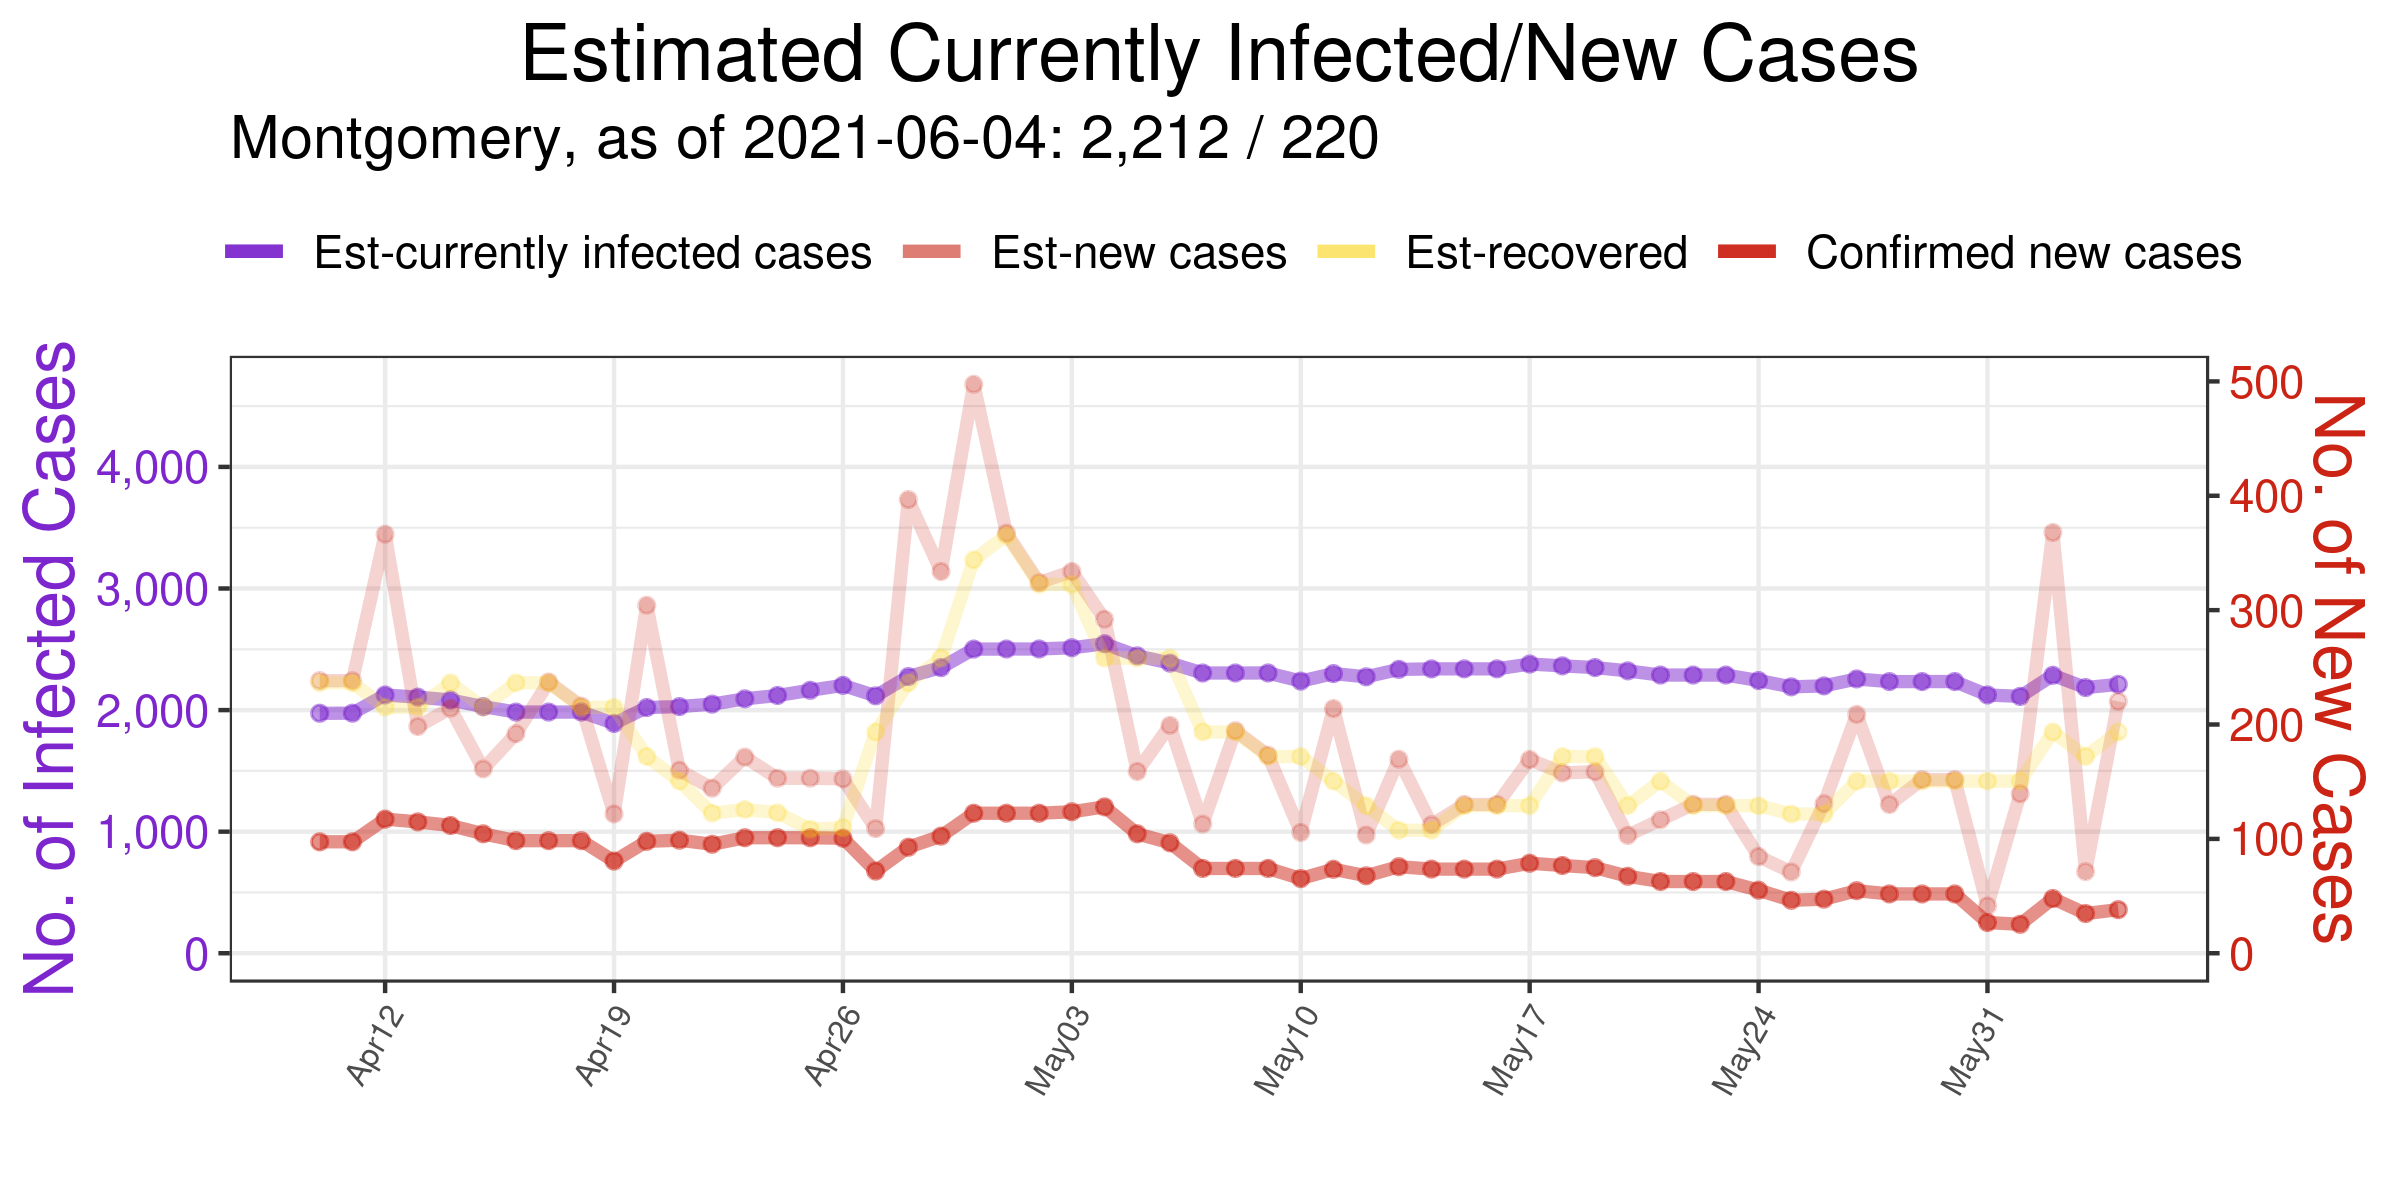 Estimated Currently Infected/New Cases
Montgomery, as of 2021-06-04: 2,212 / 220
Est-currently infected cases
Est-new cases
Est-recovered
Confirmed new cases
No. of Infected Cases
4,000
3,000
2,000
1,000
0
500
400
300
200
100
0
No. of New Cases
Apr12
Apr19
Apr26
May03
May10
May17
May24
May31